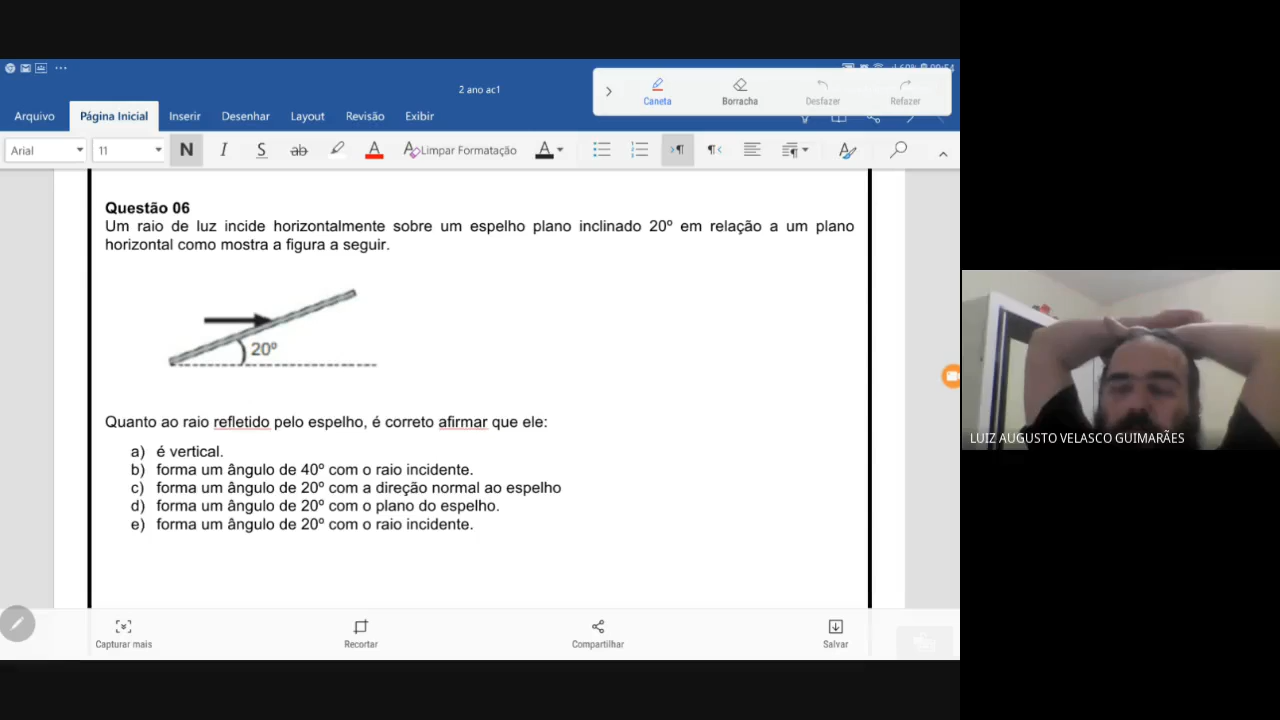 2 ano ac1
Caneta
Borracha
Desfazer
Refazer
Arquivo
Página Inicial
Inserir
Desenhar
Layout
Revisão
Exibir
Arial
11
N
I
S
ab
A
Limpar Formatação
A
Questão 06
Um raio de luz incide horizontalmente sobre um espelho plano inclinado 20º em relação a um plano
horizontal como mostra a figura a seguir.
20º
Quanto ao raio refletido pelo espelho, é correto afirmar que ele:
a) é vertical.
b) forma um ângulo de 40º com o raio incidente.
c) forma um ângulo de 20º com a direção normal ao espelho
d) forma um ângulo de 20º com o plano do espelho.
e) forma um ângulo de 20º com o raio incidente.
LUIZ AUGUSTO VELASCO GUIMARÃES
Capturar mais
Recortar
Compartilhar
Salvar